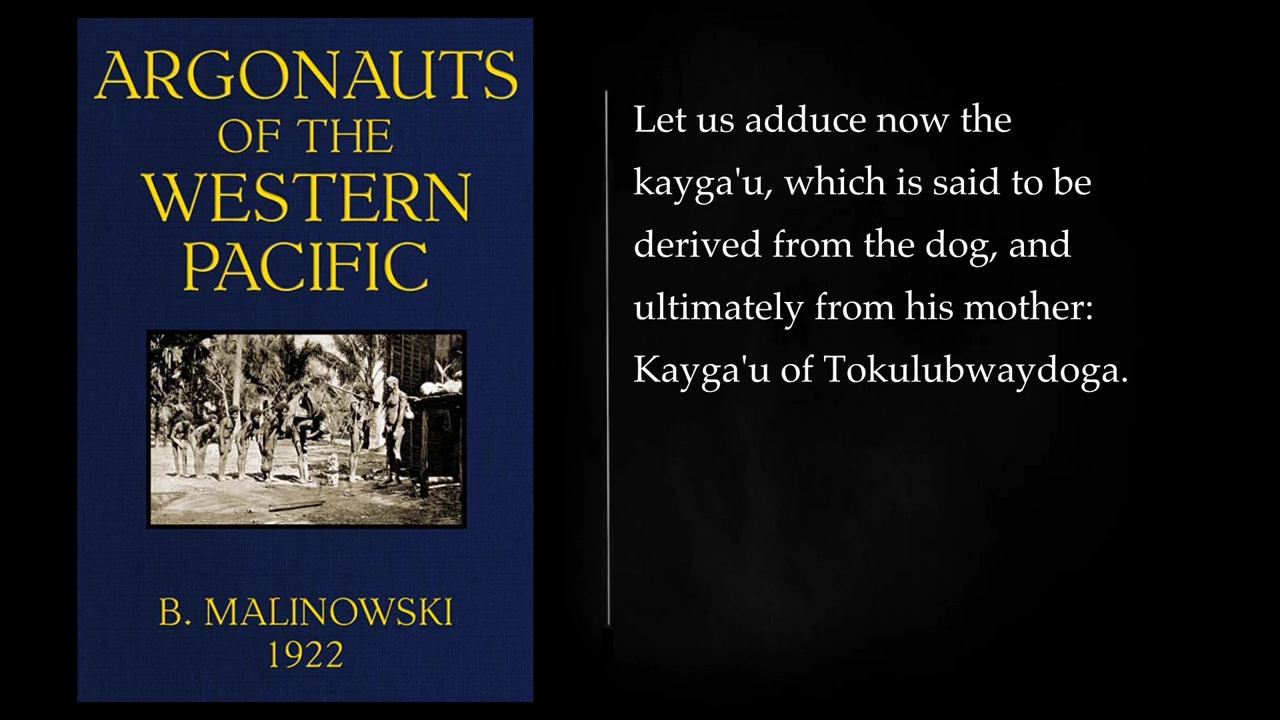 ARGONAUTS
OF THE
WESTERN
PACIFIC
B. MALINOWSKI
1922
Let us adduce now the
kayga'u, which is said to be
derived from the dog, and
ultimately from his mother:
Kayga'u of Tokulubwaydoga.